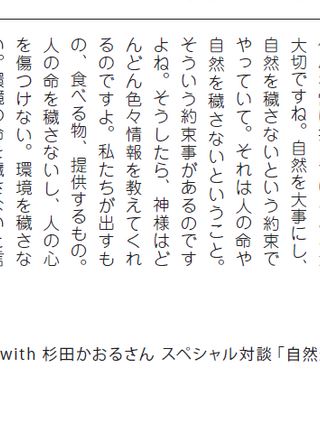 大切ですね。自然を大事にし、
自然を穢さないという約束で
やっていて。それは人の命や
自然を穢さないということ。
そういう約束事があるのです
よね。そうしたら、神様はど
んどん色々情報を教えてくれ
るのですよ。私たちが出すも
の、食べる物、提供するもの。
人の命を穢さないし、人の心
を傷つけない。環境を穢さな
with 杉田かおるさん スペシャル対談「自然